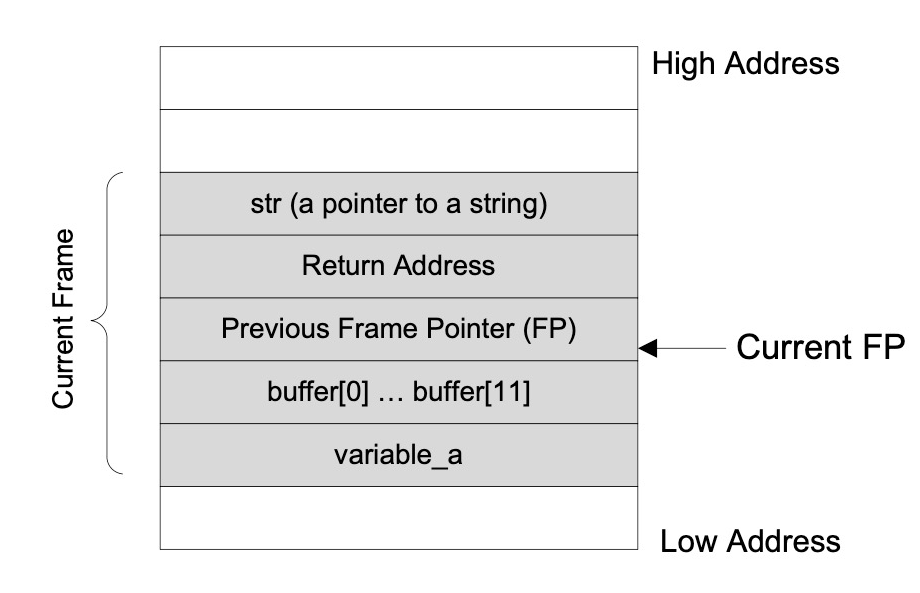 High Address
str (a pointer to a string)
Return Address
Current Frame
Previous Frame Pointer (FP)
Current FP
buffer[0] … buffer[11]
variable_a
Low Address